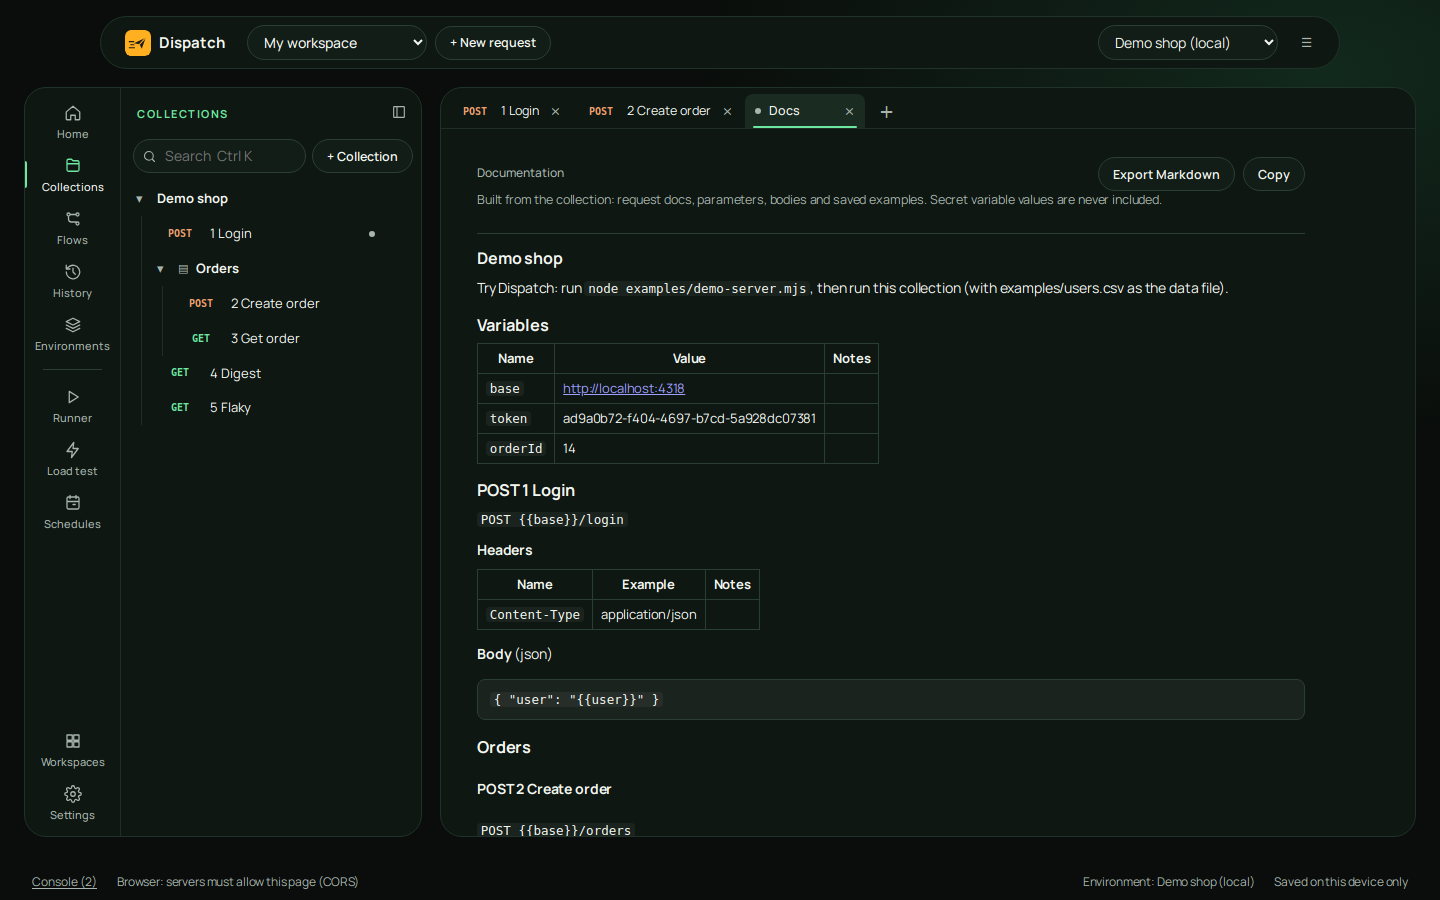 Dispatch
My workspace
+ New request
Demo shop (local)
Home
Collections
Flows
History
Environments
Runner
Load test
Schedules
Workspaces
Settings
COLLECTIONS
Search Ctrl K
+ Collection
Demo shop
POST 1 Login
Orders
POST 2 Create order
GET 3 Get order
GET 4 Digest
GET 5 Flaky
POST 1 Login
POST 2 Create order
Docs
Documentation
Export Markdown
Copy
Built from the collection: request docs, parameters, bodies and saved examples. Secret variable values are never included.
Demo shop
Try Dispatch: run node examples/demo-server.mjs, then run this collection (with examples/users.csv as the data file).
Variables
Name Value Notes
base http://localhost:4318
token ad9a0b72-f404-4697-b7cd-5a928dc07381
orderId 14
POST 1 Login
POST {{base}}/login
Headers
Name Example Notes
Content-Type application/json
Body (json)
{ "user": "{{user}}" }
Orders
POST 2 Create order
POST {{base}}/orders
Console (2)
Browser: servers must allow this page (CORS)
Environment: Demo shop (local)
Saved on this device only